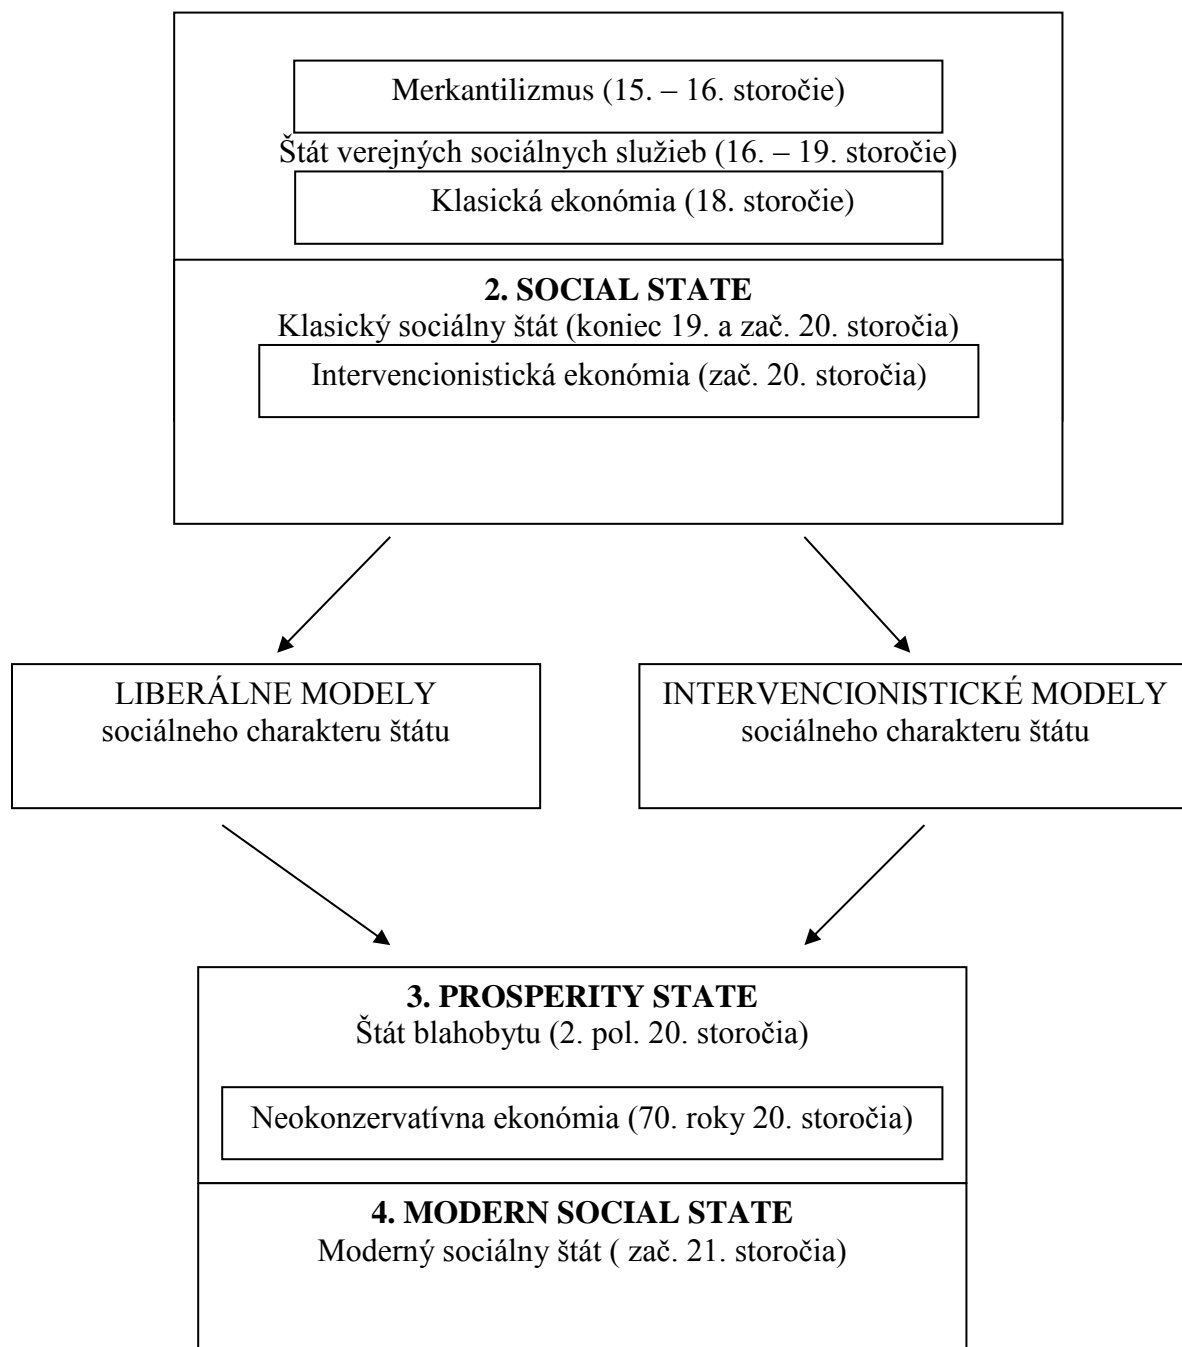 Merkantilizmus (15. – 16. storočie)
Štát verejných sociálnych služieb (16. – 19. storočie)
Klasická ekonómia (18. storočie)
2. SOCIAL STATE
Klasický sociálny štát (koniec 19. a zač. 20. storočia)
Intervencionistická ekonómia (zač. 20. storočia)
LIBERÁLNE MODELY
sociálneho charakteru štátu
INTERVENCIONISTICKÉ MODELY
sociálneho charakteru štátu
3. PROSPERITY STATE
Štát blahobytu (2. pol. 20. storočia)
Neokonzervatívna ekonómia (70. roky 20. storočia)
4. MODERN SOCIAL STATE
Moderný sociálny štát ( zač. 21. storočia)